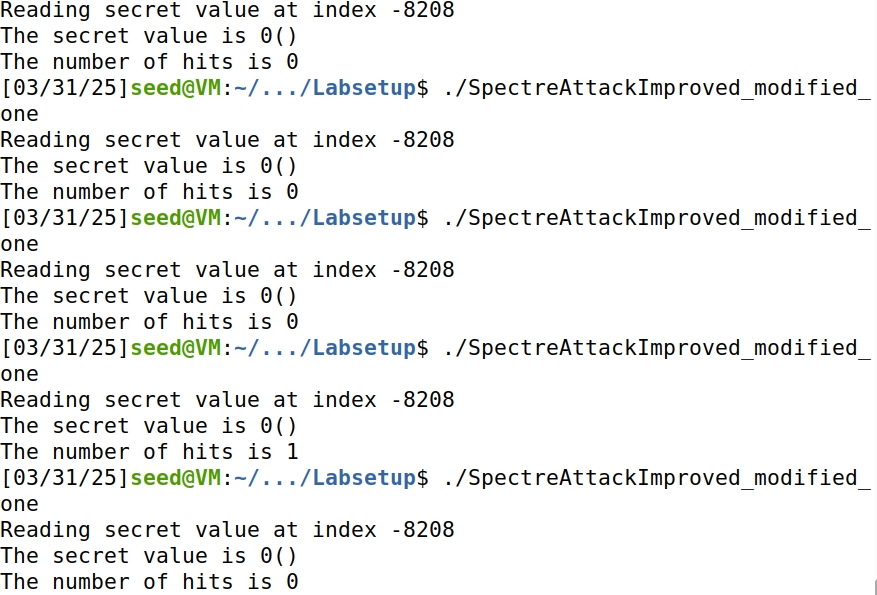 Reading secret value at index -8208
The secret value is 0()
The number of hits is 0
[03/31/25]seed@VM:~/.../Labsetup$ ./SpectreAttackImproved_modified_
one
Reading secret value at index -8208
The secret value is 0()
The number of hits is 0
[03/31/25]seed@VM:~/.../Labsetup$ ./SpectreAttackImproved_modified_
one
Reading secret value at index -8208
The secret value is 0()
The number of hits is 0
[03/31/25]seed@VM:~/.../Labsetup$ ./SpectreAttackImproved_modified_
one
Reading secret value at index -8208
The secret value is 0()
The number of hits is 1
[03/31/25]seed@VM:~/.../Labsetup$ ./SpectreAttackImproved_modified_
one
Reading secret value at index -8208
The secret value is 0()
The number of hits is 0